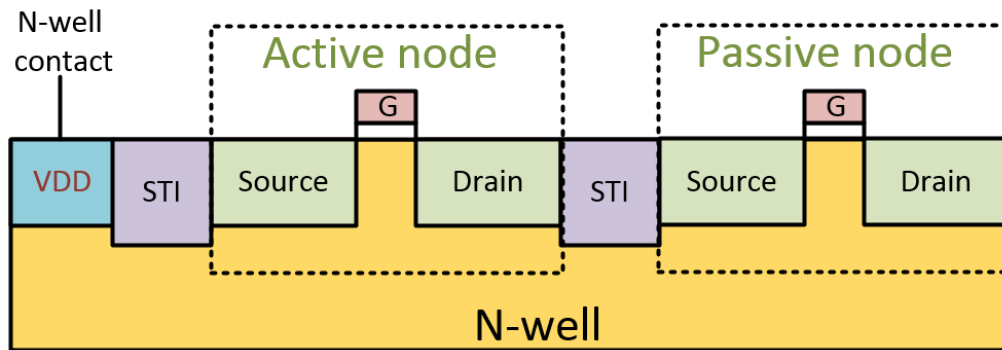 N-well
contact
Active node
Passive node
G
G
VDD
STI
Source
Drain
STI
Source
Drain
N-well